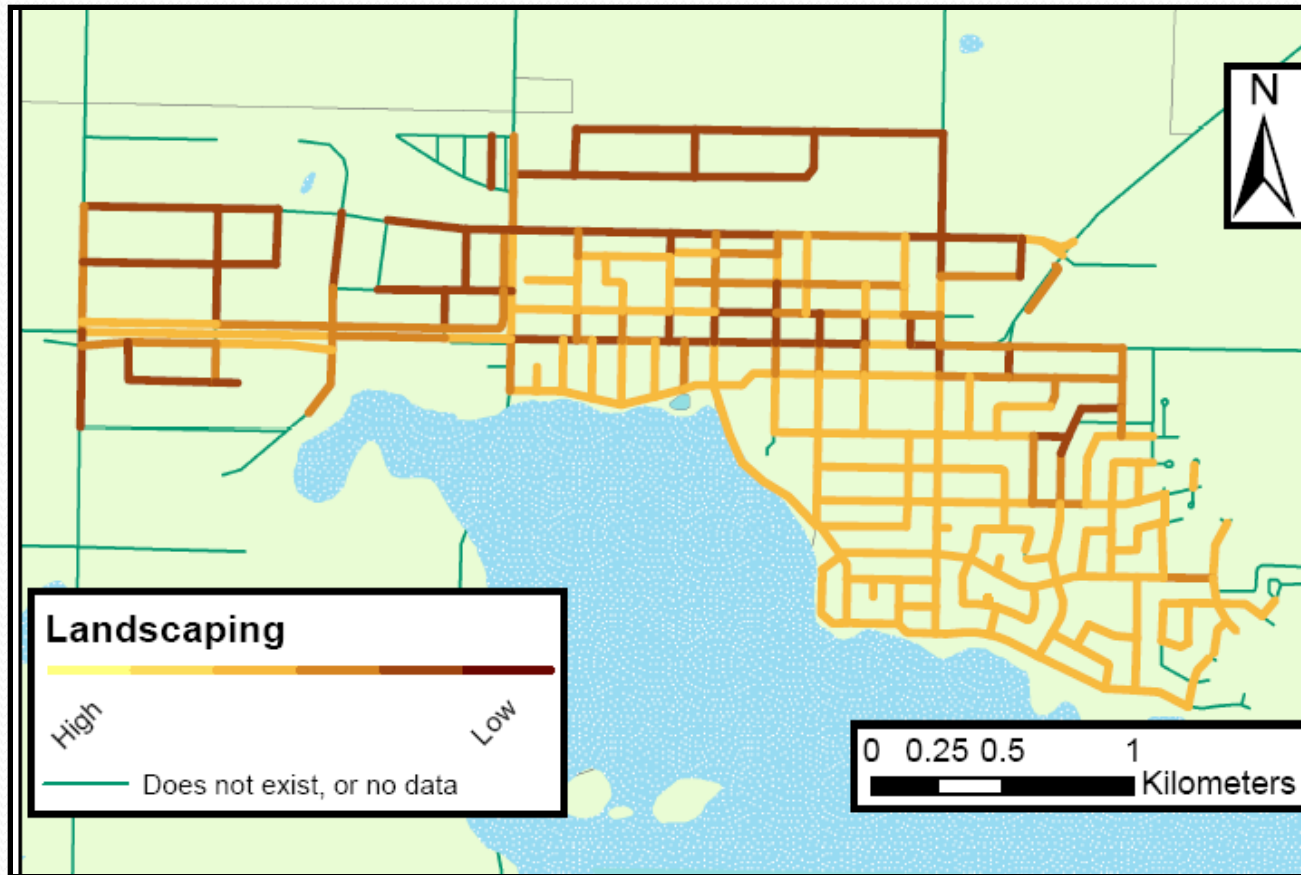 N
Landscaping
High
Low
Does not exist, or no data
0 0.25 0.5 1
Kilometers